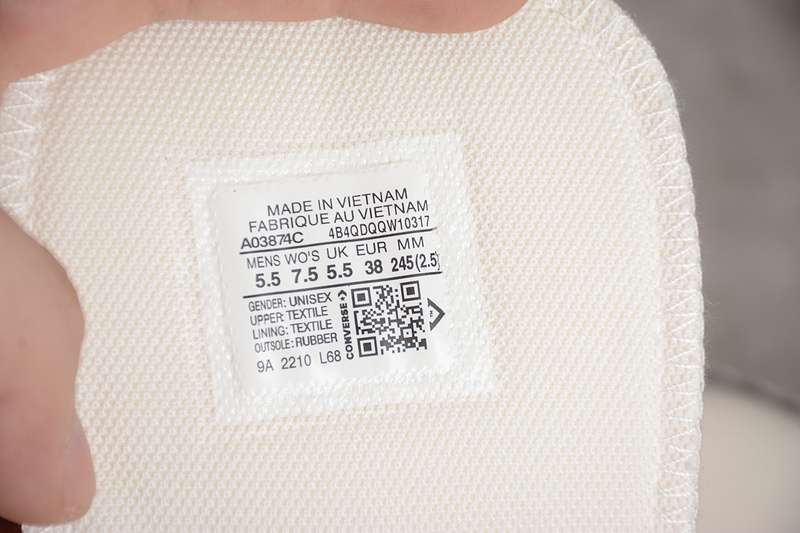 MADE IN VIETNAM
FABRIQUE AU VIETNAM
A03874C 4B4QDQQW10317
MENS WO'S UK EUR MM
5.5 7.5 5.5 38 245(2.5)
GENDER: UNISEX
UPPER: TEXTILE
LINING: TEXTILE
OUTSOLE: RUBBER
CONVERSE
9A 2210 L68